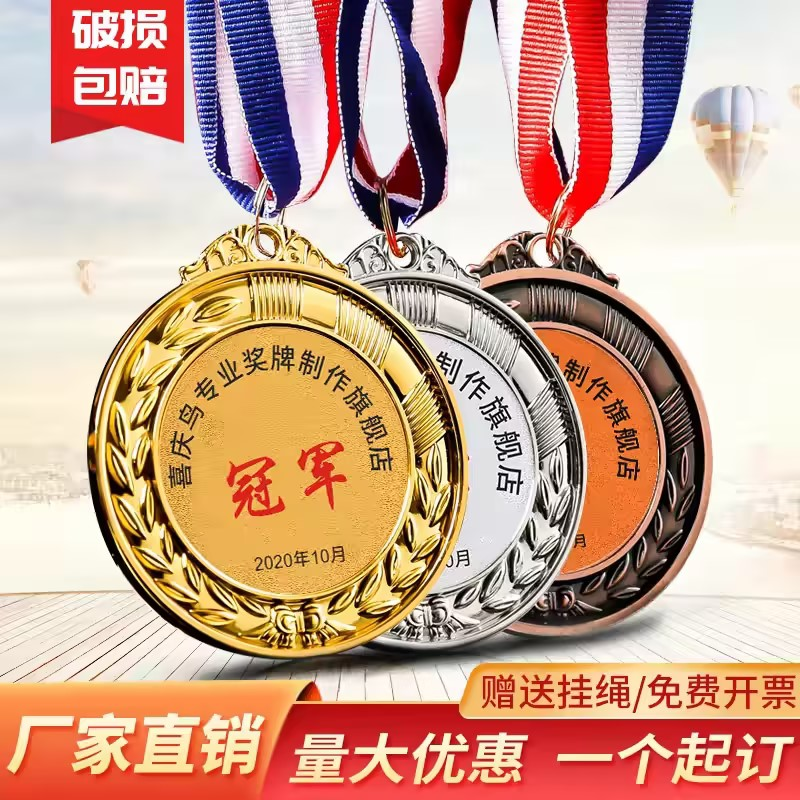 破损
包赔
喜庆鸟专业奖牌制作旗舰店
冠军
2020年10月
制作旗舰店
0月
制作旗舰店
赠送挂绳/免费开票
厂家直销
量大优惠 一个起订